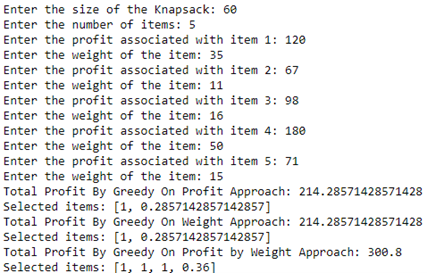 Enter the size of the Knapsack: 60
Enter the number of items: 5
Enter the profit associated with item 1: 120
Enter the weight of the item: 35
Enter the profit associated with item 2: 67
Enter the weight of the item: 11
Enter the profit associated with item 3: 98
Enter the weight of the item: 16
Enter the profit associated with item 4: 180
Enter the weight of the item: 50
Enter the profit associated with item 5: 71
Enter the weight of the item: 15
Total Profit By Greedy On Profit Approach: 214.28571428571428
Selected items: [1, 0.2857142857142857]
Total Profit By Greedy On Weight Approach: 214.28571428571428
Selected items: [1, 0.2857142857142857]
Total Profit By Greedy On Profit by Weight Approach: 300.8
Selected items: [1, 1, 1, 0.36]